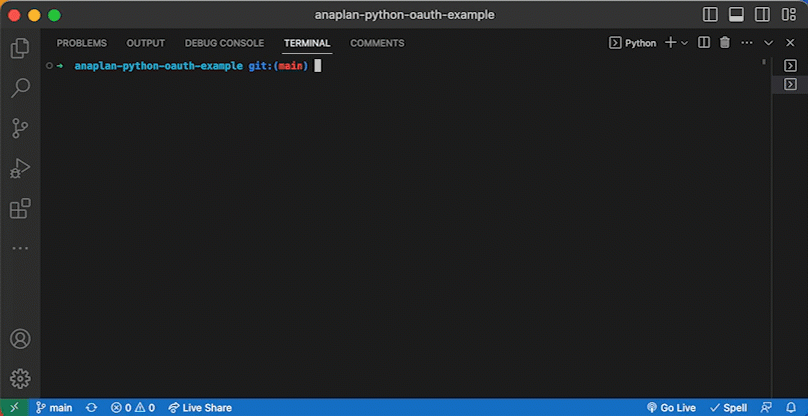 anaplan-python-oauth-example
PROBLEMS OUTPUT DEBUG CONSOLE TERMINAL COMMENTS Python
anaplan-python-oauth-example git:(main)
main 0 0 Live Share Go Live Spell